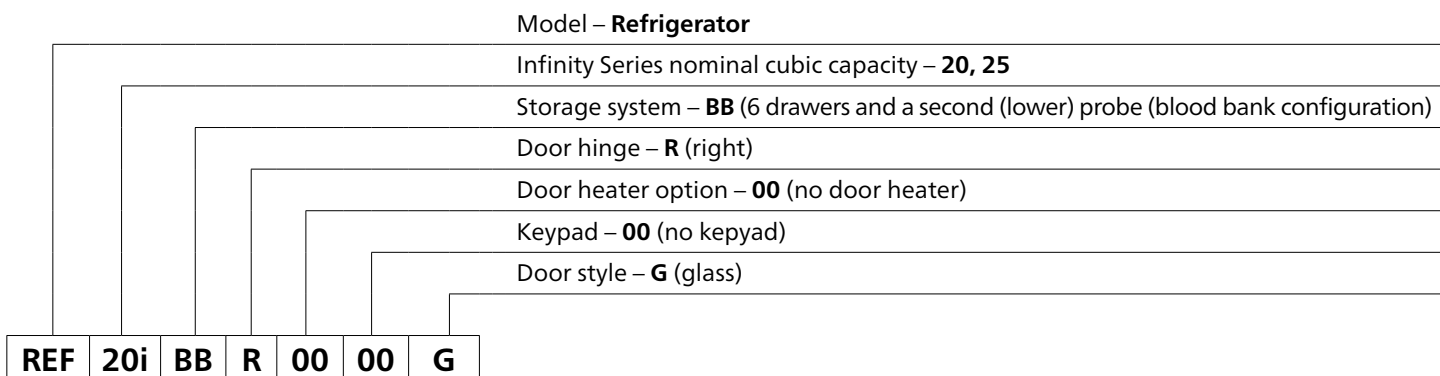 Model – Refrigerator
Infinity Series nominal cubic capacity – 20, 25
Storage system – BB (6 drawers and a second (lower) probe (blood bank configuration)
Door hinge – R (right)
Door heater option – 00 (no door heater)
Keypad – 00 (no kepyad)
Door style – G (glass)
REF 20i BB R 00 00 G